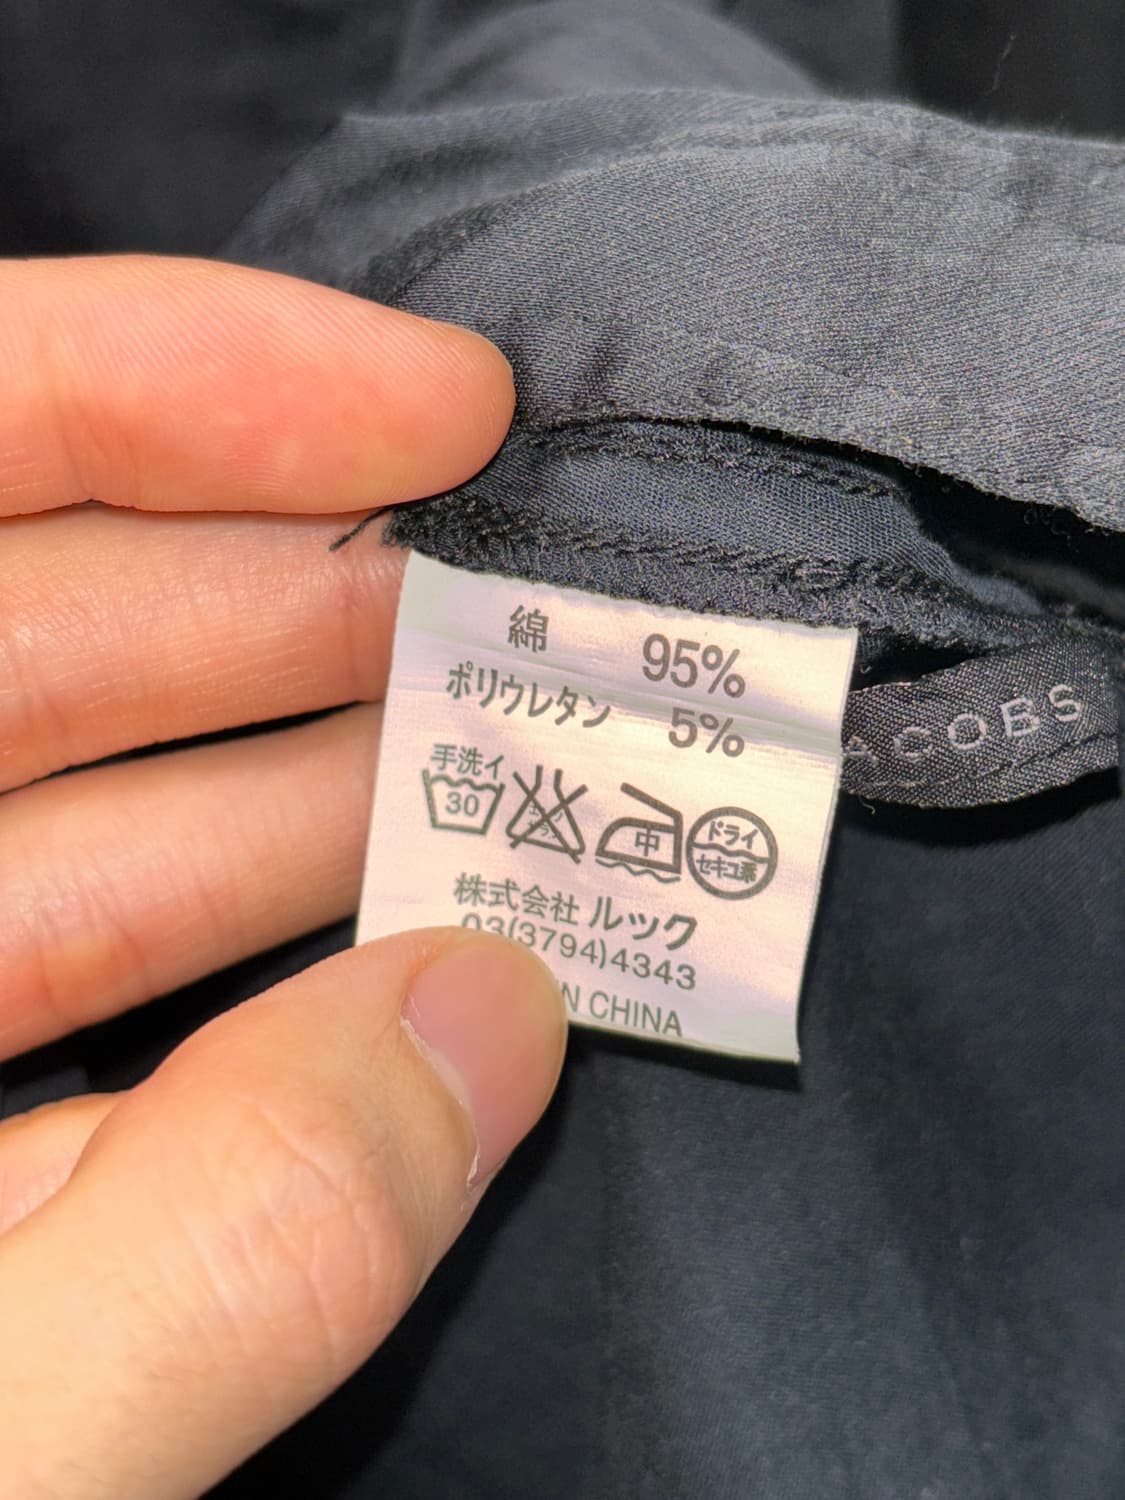 綿 95%
ポリウレタン 5%
手洗イ
30
中
ドライ
セキユ系
株式会社 ルック
03(3794)4343
N CHINA
ACOBS